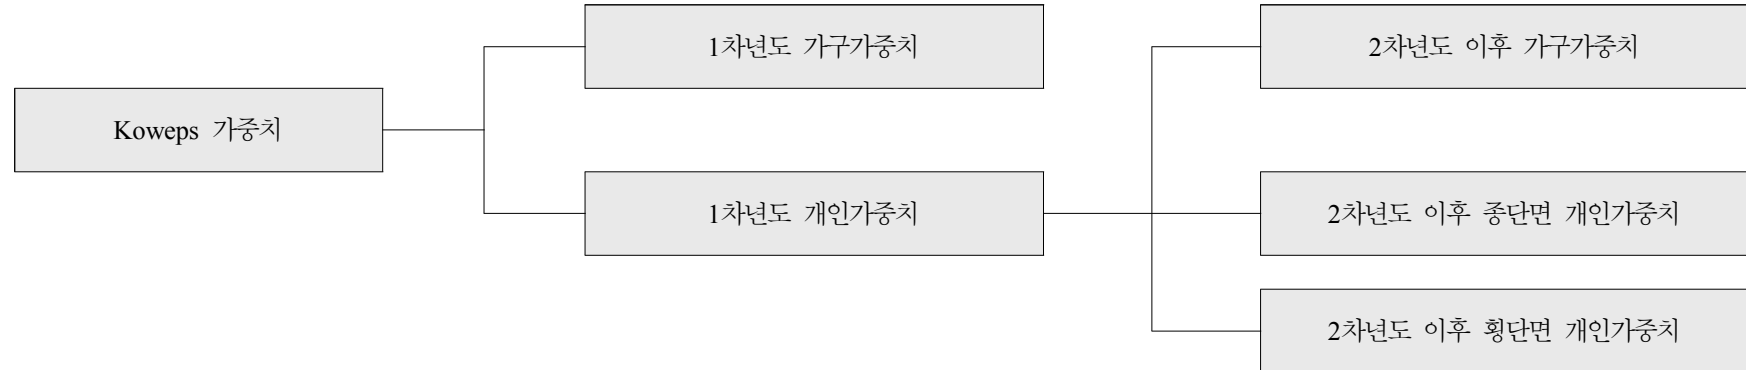 Koweps 가중치
1차년도 가구가중치
1차년도 개인가중치
2차년도 이후 가구가중치
2차년도 이후 종단면 개인가중치
2차년도 이후 횡단면 개인가중치